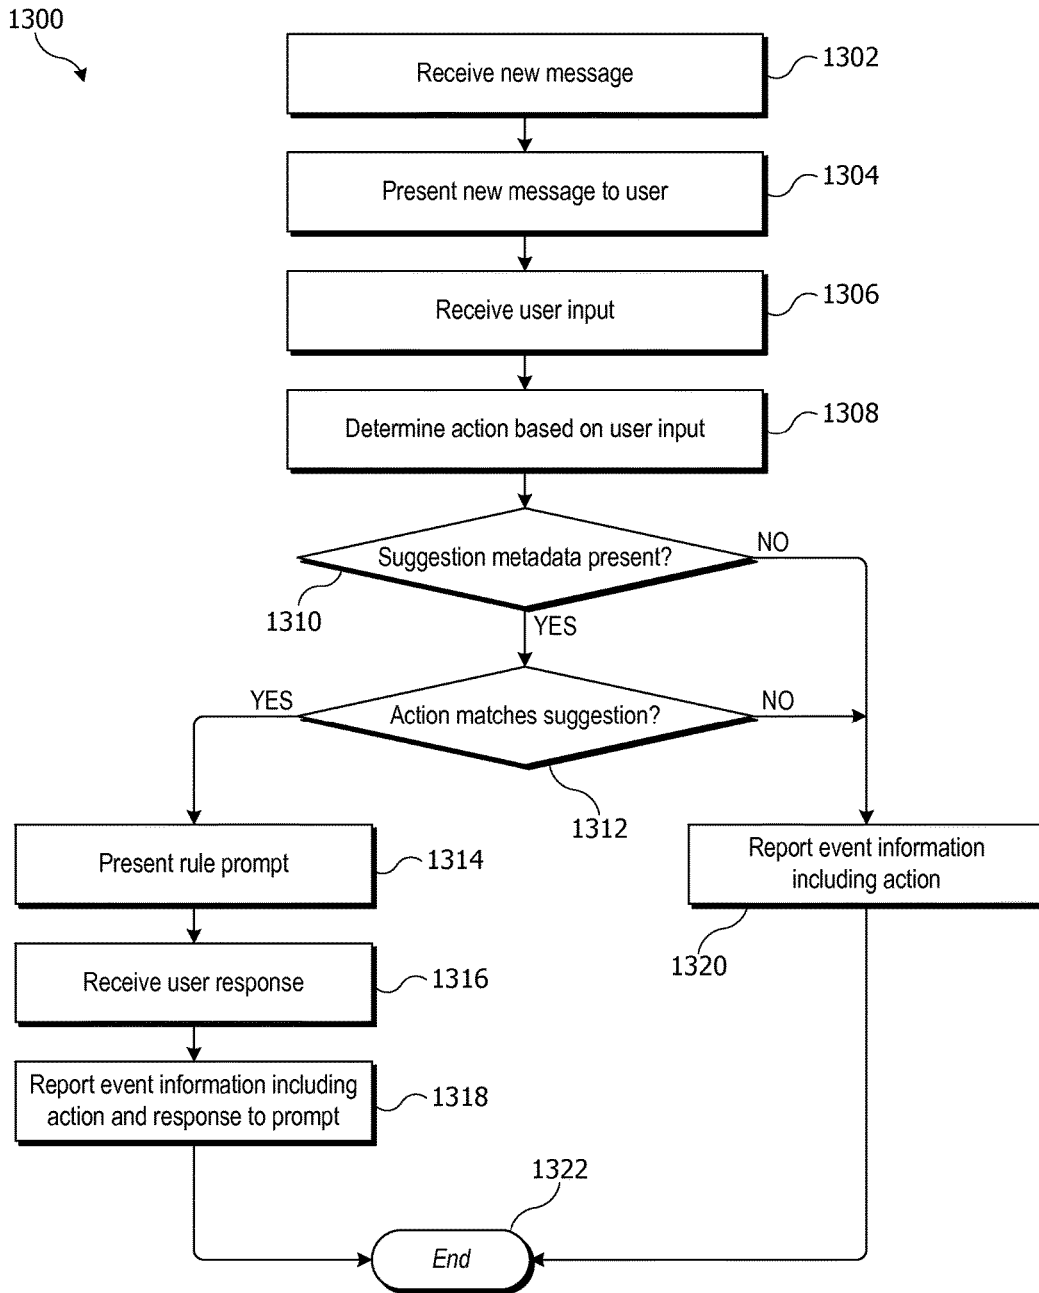 1300
Receive new message
1302
Present new message to user
1304
Receive user input
1306
Determine action based on user input
1308
Suggestion metadata present?
NO
1310
YES
YES
Action matches suggestion?
NO
1312
Present rule prompt
1314
Report event information
including action
1320
Receive user response
1316
Report event information including
action and response to prompt
1318
1322
End